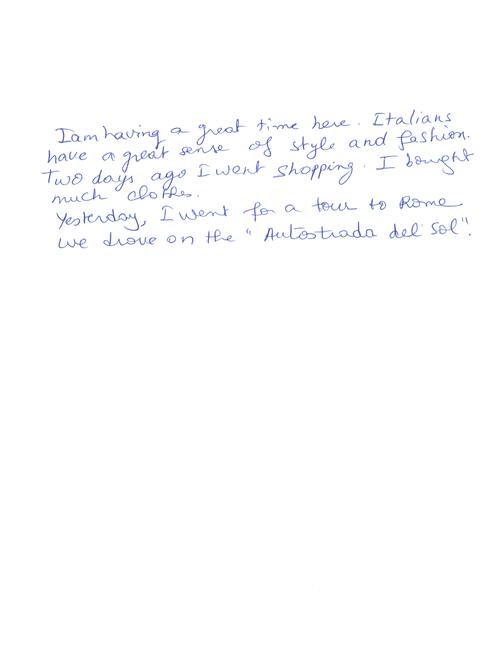 I am having a great time here. Italians
have a great sense of style and fashion.
Two days ago I went shopping. I bought
much clothes.
Yesterday, I went for a tour to Rome
we drove on the "Autostrada del Sol".